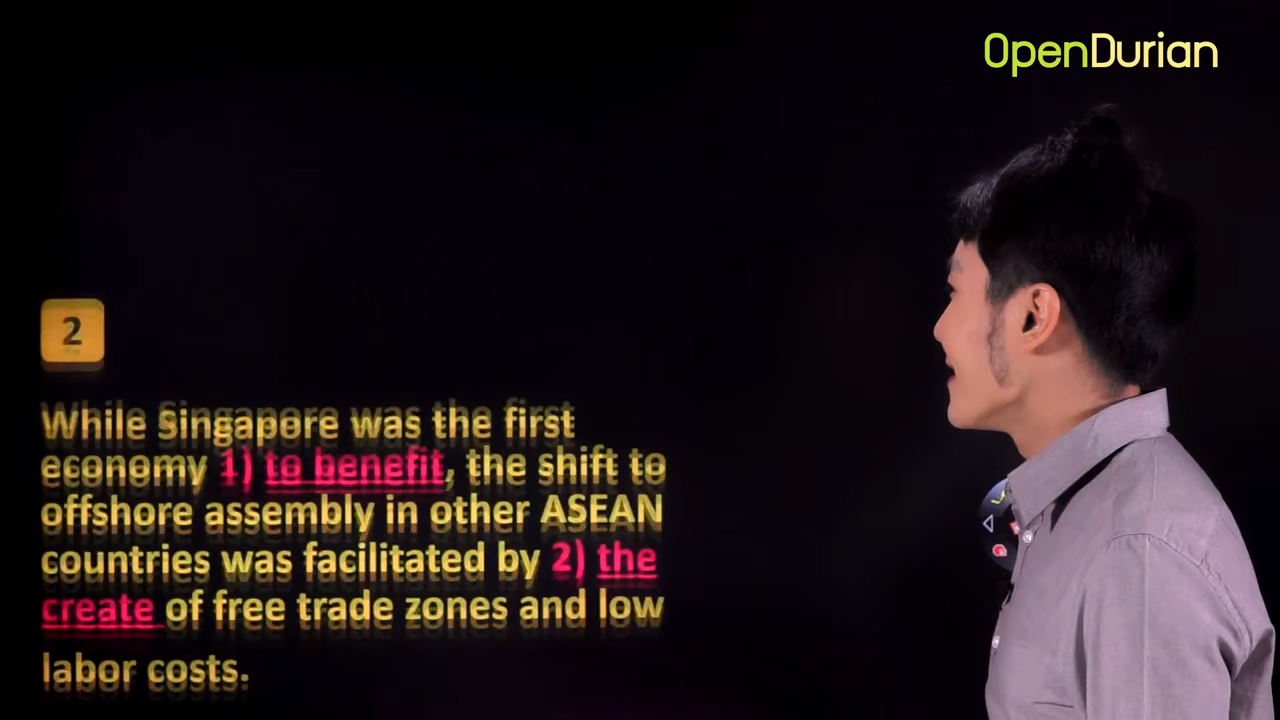 OpenDurian
2
While Singapore was the first
economy 1) to benefit, the shift to
offshore assembly in other ASEAN
countries was facilitated by 2) the
create of free trade zones and low
labor costs.